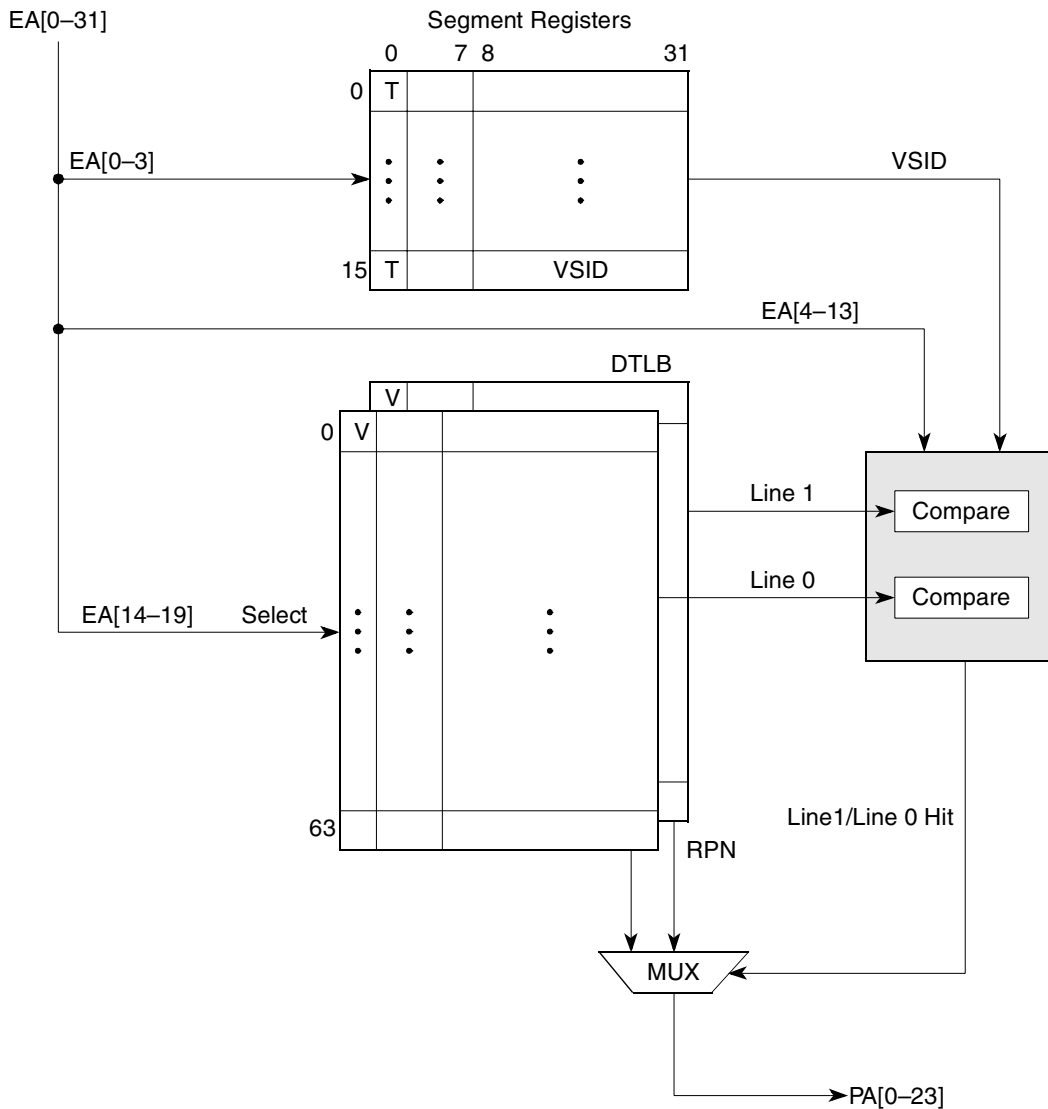 EA[0–31]
Segment Registers
0 7 8 31
0 T
EA[0–3]
VSID
15 T VSID
EA[4–13]
DTLB
V
0 V
Line 1
Compare
Line 0
Compare
EA[14–19] Select
63
Line1/Line 0 Hit
RPN
MUX
PA[0–23]